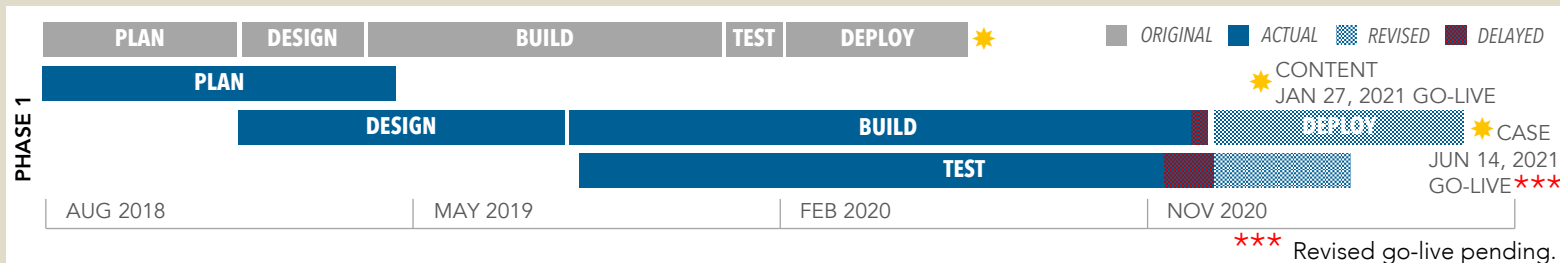 PLAN DESIGN BUILD TEST DEPLOY ORIGINAL ACTUAL REVISED DELAYED
PHASE 1
PLAN
CONTENT
JAN 27, 2021 GO-LIVE
DESIGN BUILD DEPLOY
CASE
JUN 14, 2021
GO-LIVE***
TEST
AUG 2018 MAY 2019 FEB 2020 NOV 2020
*** Revised go-live pending.